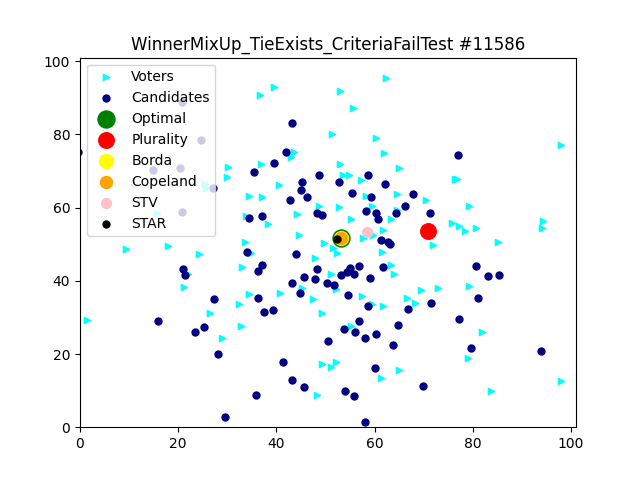 WinnerMixUp_TieExists_CriteriaFailTest #11586
100
80
60
40
20
0
0
20
40
60
80
100
Voters
Candidates
Optimal
Plurality
Borda
Copeland
STV
STAR